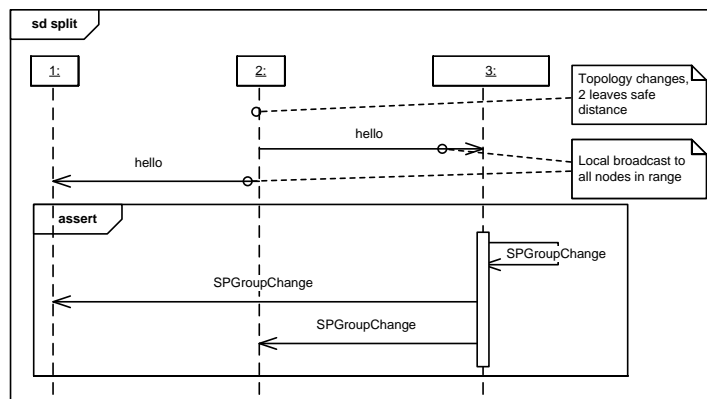 sd split
1:
2:
3:
Topology changes,
2 leaves safe
distance
hello
hello
Local broadcast to
all nodes in range
assert
SPGroupChange
SPGroupChange
SPGroupChange